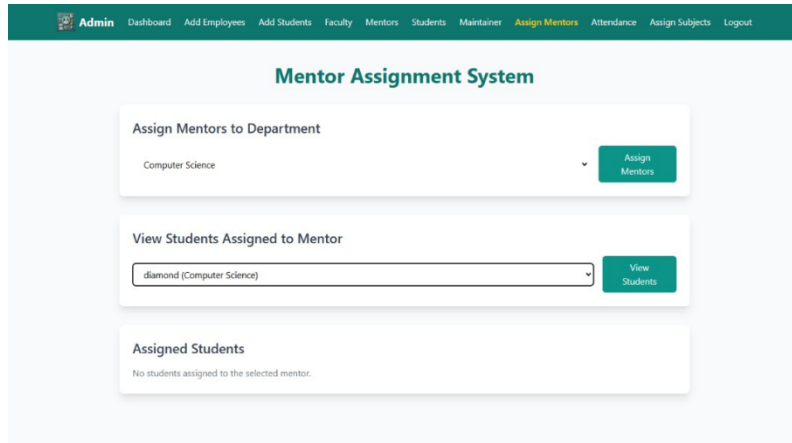 Admin Dashboard Add Employees Add Students Faculty Mentors Students Maintainer Assign Mentors Attendance Assign Subjects Logout
Mentor Assignment System
Assign Mentors to Department
Computer Science
Assign
Mentors
View Students Assigned to Mentor
diamond (Computer Science)
View
Students
Assigned Students
No students assigned to the selected mentor.